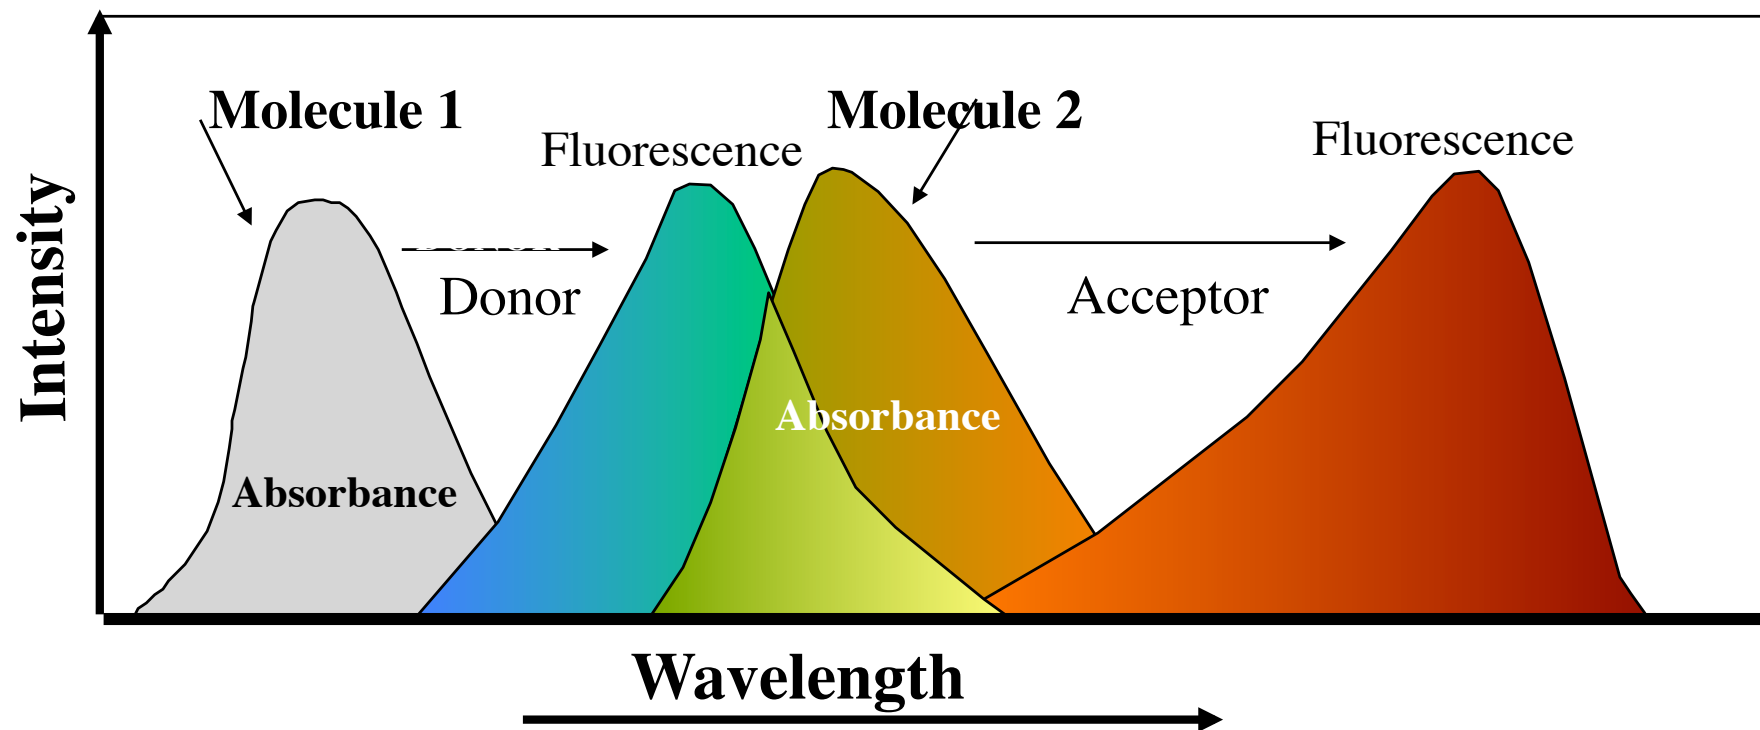 Molecule 1
Molecule 2
Fluorescence
Fluorescence
Donor
Acceptor
Absorbance
Absorbance
Intensity
Wavelength